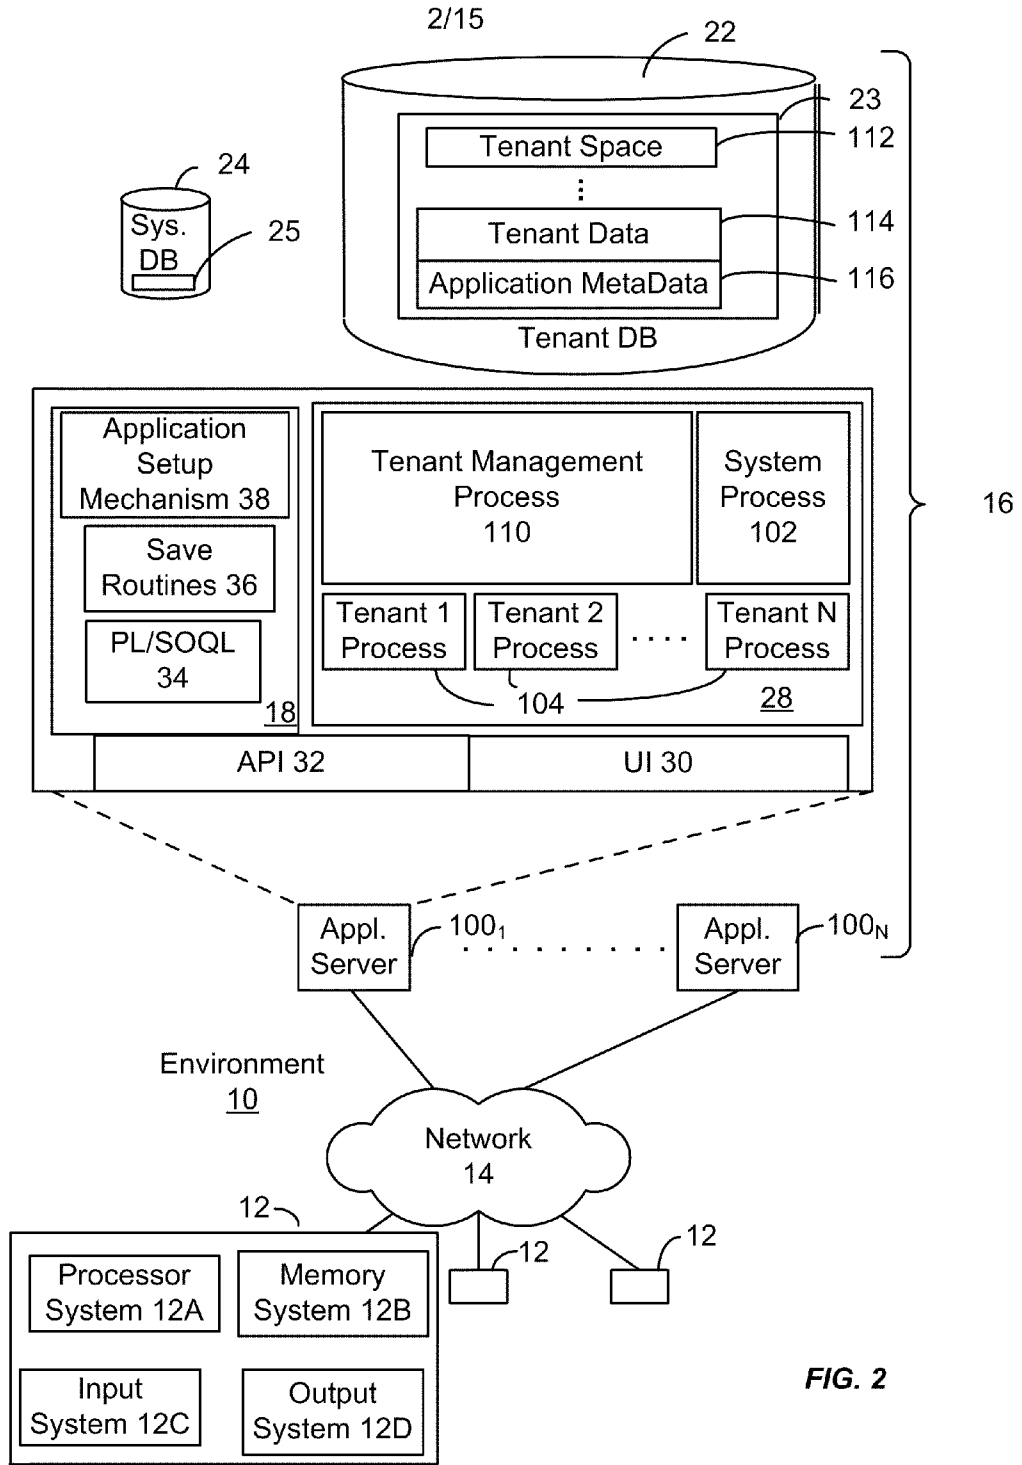 2/15
22
23
Tenant Space
112
24
Sys.
DB
25
Tenant Data
114
Application MetaData
116
Tenant DB
16
Application
Setup
Mechanism 38
Save
Routines 36
PL/SOQL
34
18
Tenant Management
Process
110
System
Process
102
Tenant 1
Process
Tenant 2
Process
Tenant N
Process
104
28
API 32
UI 30
Appl.
Server
100₁
Appl.
Server
100N
Environment
10
Network
14
12
12
12
Processor
System 12A
Memory
System 12B
Input
System 12C
Output
System 12D
FIG. 2